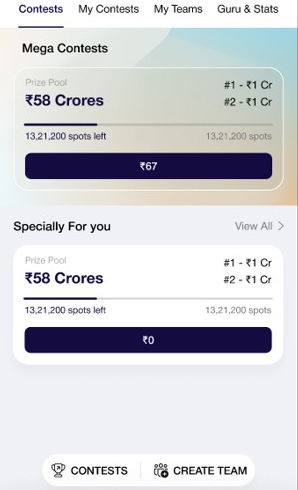 Contests My Contests My Teams Guru & Stats
Mega Contests
Prize Pool
#1 - ₹1 Cr
₹58 Crores
#2 - ₹1 Cr
13,21,200 spots left 13,21,200 spots
₹67
Specially For you View All
Prize Pool
#1 - ₹1 Cr
₹58 Crores
#2 - ₹1 Cr
13,21,200 spots left 13,21,200 spots
₹0
CONTESTS CREATE TEAM